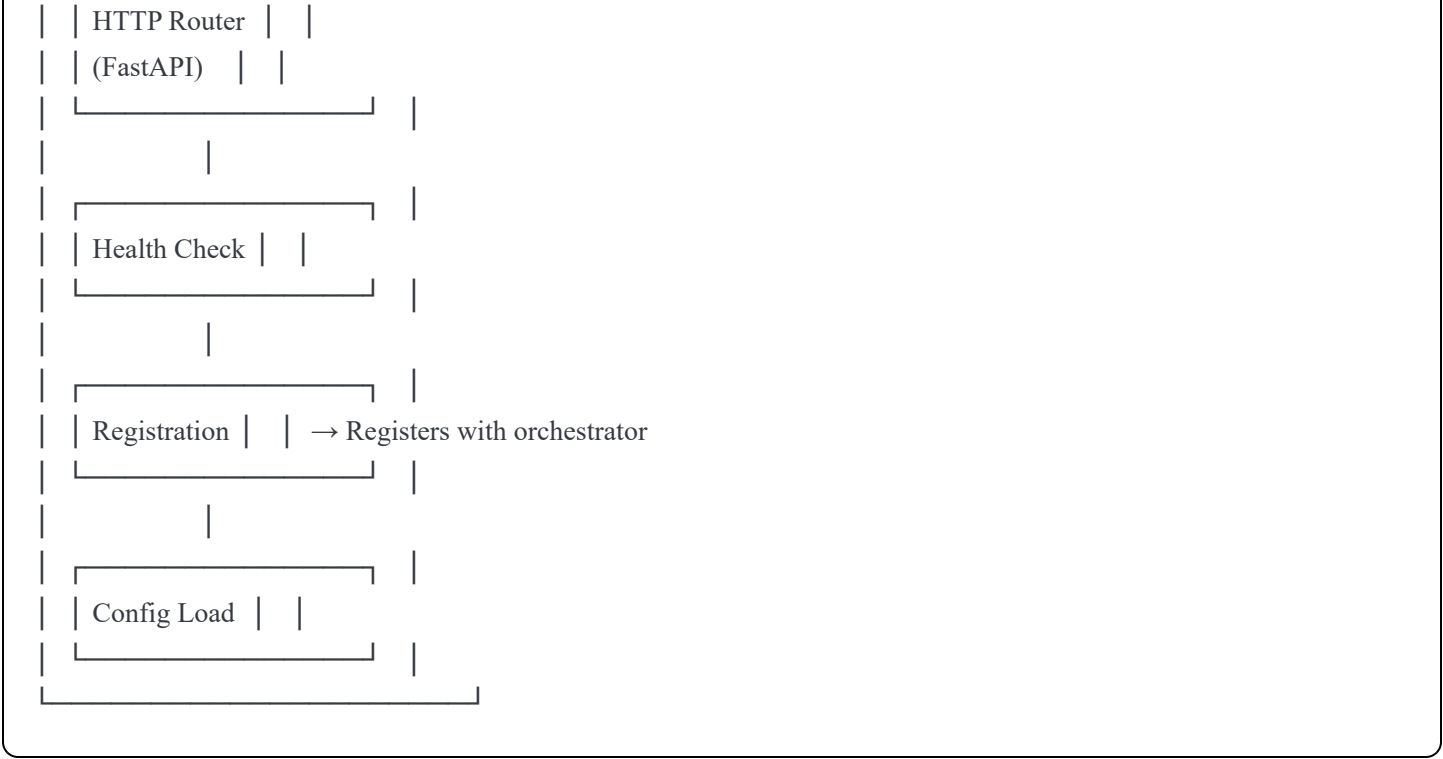 HTTP Router
(FastAPI)
Health Check
Registration → Registers with orchestrator
Config Load